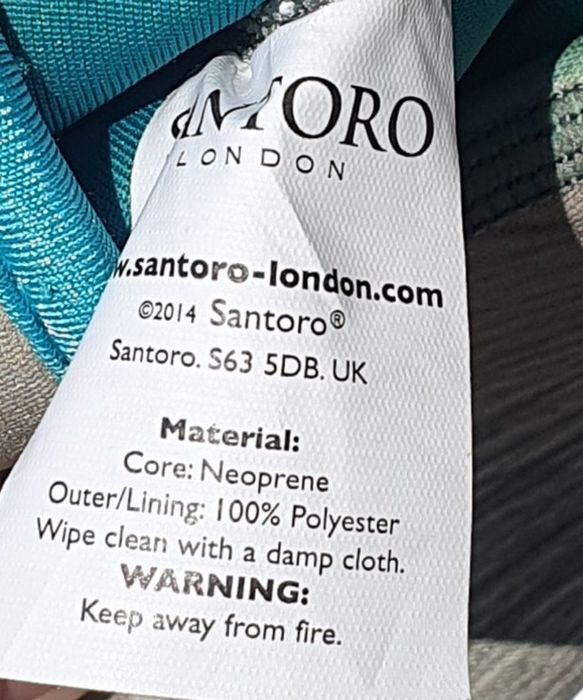 SANTORO
LONDON
w.santoro-london.com
©2014 Santoro®
Santoro. S63 5DB. UK
Material:
Core: Neoprene
Outer/Lining: 100% Polyester
Wipe clean with a damp cloth.
WARNING:
Keep away from fire.